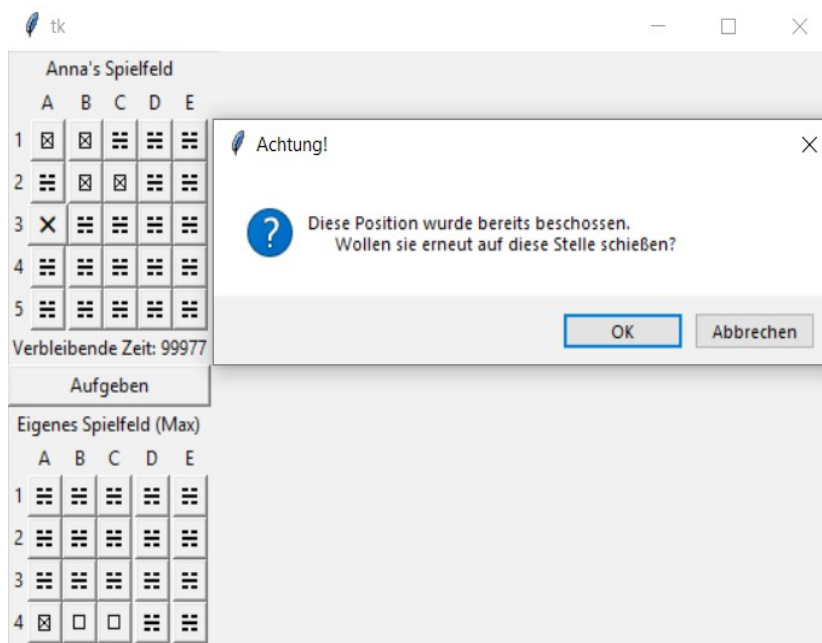 tk
Anna's Spielfeld
A B C D E
1 ☒ ☒ ☵ ☵ ☵
2 ☵ ☒ ☒ ☵ ☵
3 ✕ ☵ ☵ ☵ ☵
4 ☵ ☵ ☵ ☵ ☵
5 ☵ ☵ ☵ ☵ ☵
Verbleibende Zeit: 99977
Aufgeben
Achtung!
Diese Position wurde bereits beschossen.
Wollen sie erneut auf diese Stelle schießen?
OK Abbrechen
Eigenes Spielfeld (Max)
A B C D E
1 ☵ ☵ ☵ ☵ ☵
2 ☵ ☵ ☵ ☵ ☵
3 ☵ ☵ ☵ ☵ ☵
4 ☒ ☐ ☐ ☵ ☵